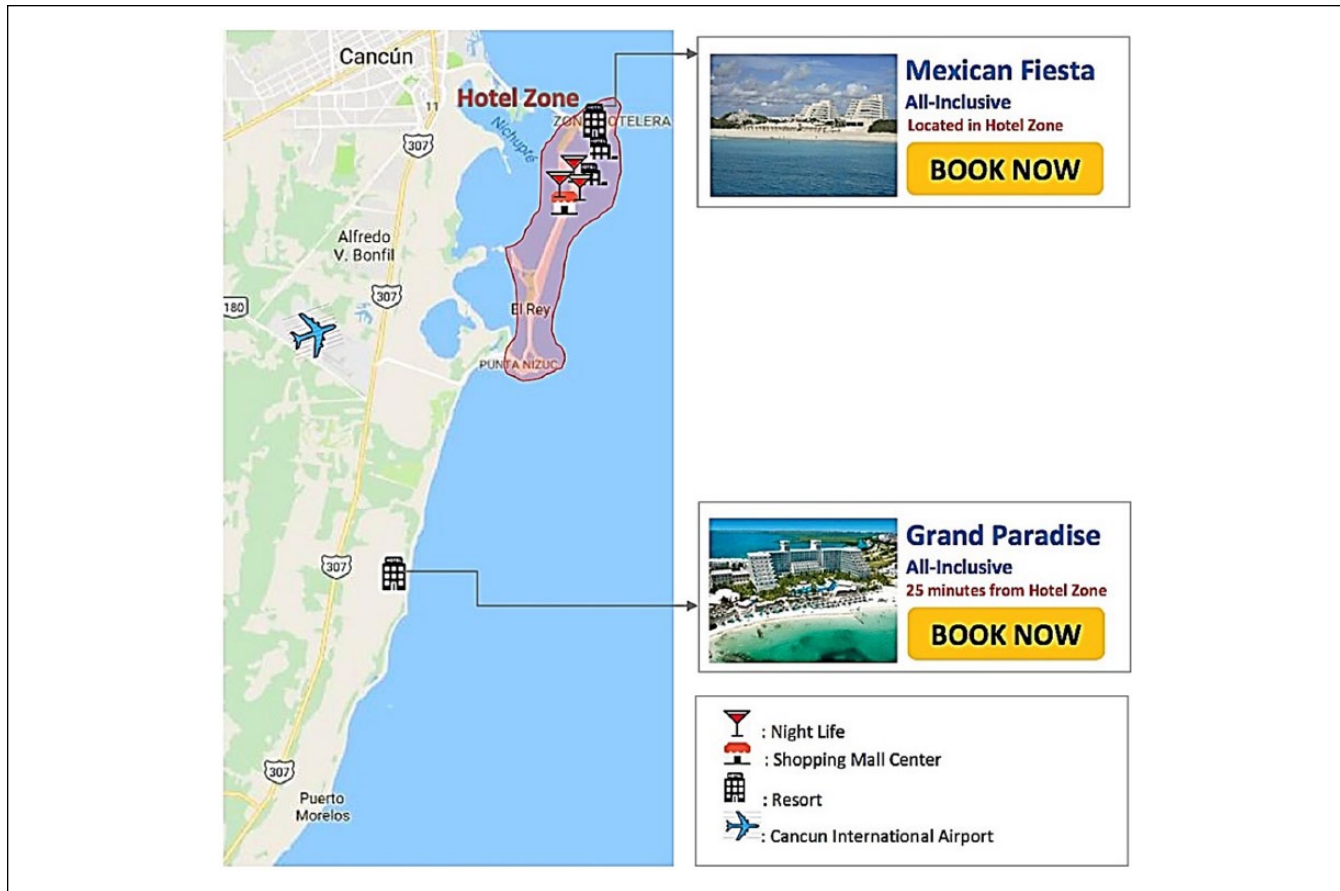 Cancún
Hotel Zone
11
ZON OTELERA
Nichupté
307
Alfredo
V. Bonfil
307
180
El Rey
PUNTA NIZUC
307
307
Puerto
Morelos
Mexican Fiesta
All-Inclusive
Located in Hotel Zone
BOOK NOW
Grand Paradise
All-Inclusive
25 minutes from Hotel Zone
BOOK NOW
: Night Life
: Shopping Mall Center
: Resort
: Cancun International Airport